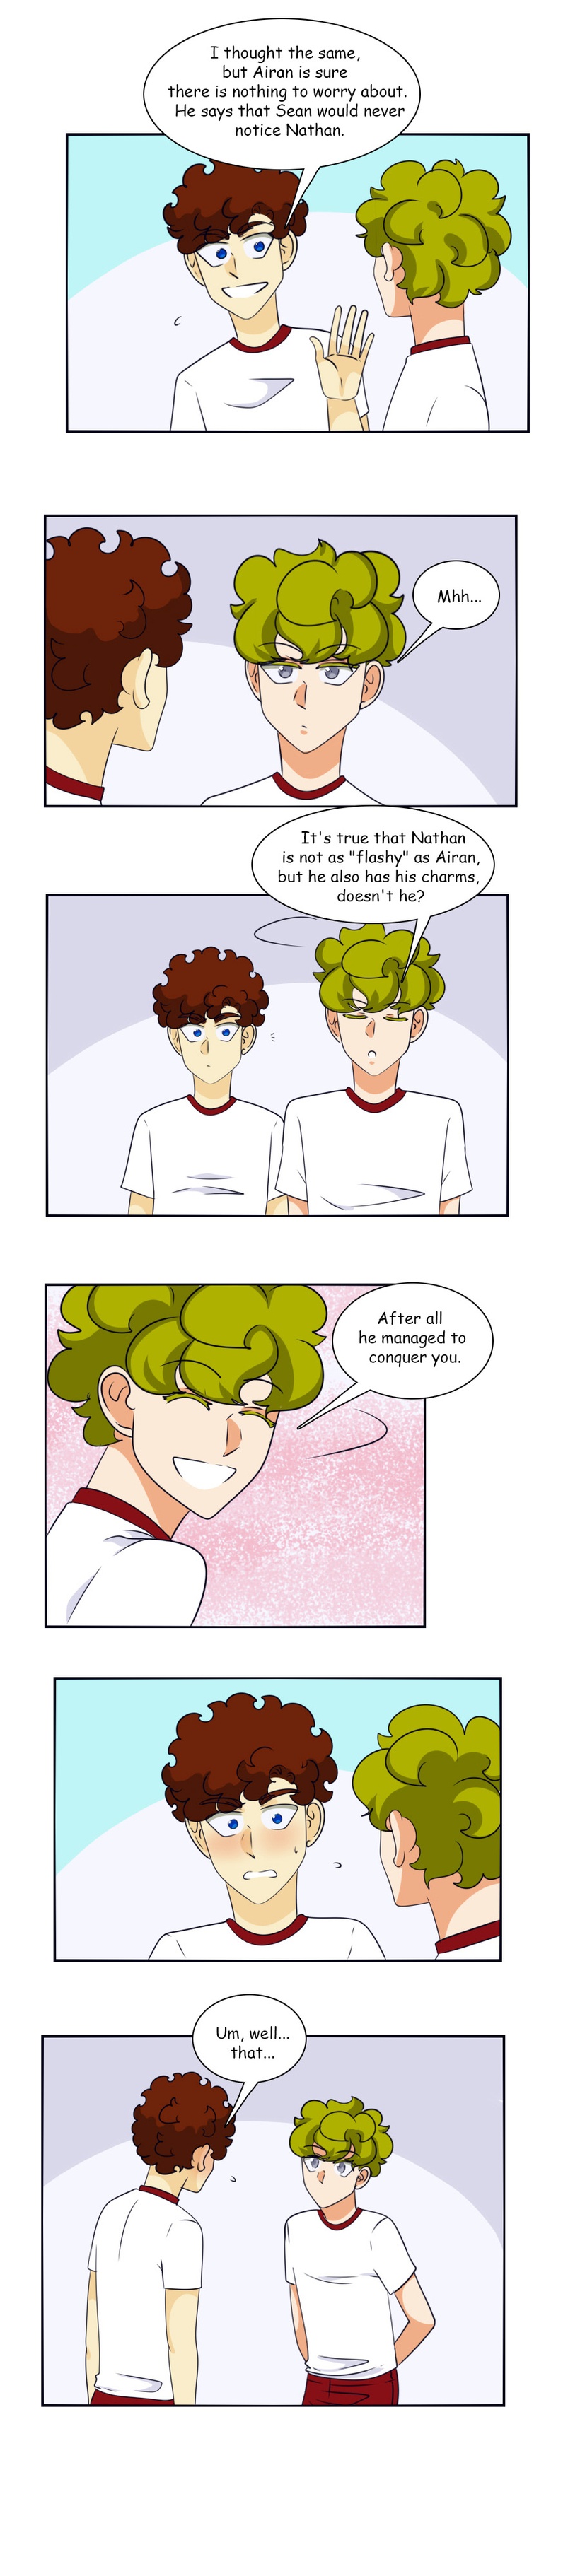 I thought the same,
but Airan is sure
there is nothing to worry about.
He says that Sean would never
notice Nathan.
Mhh...
It's true that Nathan
is not as "flashy" as Airan,
but he also has his charms,
doesn't he?
After all
he managed to
conquer you.
Um, well...
that...